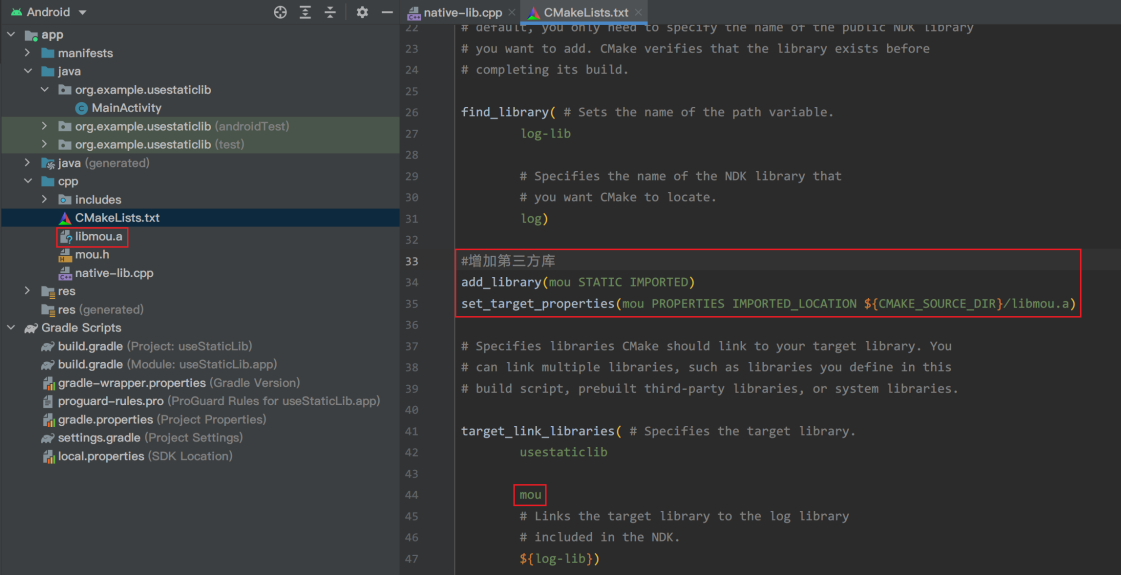 Android
app
manifests
java
org.example.usestaticlib
MainActivity
org.example.usestaticlib (androidTest)
org.example.usestaticlib (test)
java (generated)
cpp
includes
CMakeLists.txt
libmou.a
mou.h
native-lib.cpp
res
res (generated)
Gradle Scripts
build.gradle (Project: useStaticLib)
build.gradle (Module: useStaticLib.app)
gradle-wrapper.properties (Gradle Version)
proguard-rules.pro (ProGuard Rules for useStaticLib.app)
gradle.properties (Project Properties)
settings.gradle (Project Settings)
local.properties (SDK Location)
native-lib.cpp
CMakeLists.txt
22 # default, you only need to specify the name of the public NDK library
23 # you want to add. CMake verifies that the library exists before
24 # completing its build.
25
26 find_library( # Sets the name of the path variable.
27 log-lib
28
29 # Specifies the name of the NDK library that
30 # you want CMake to locate.
31 log)
32
33 #增加第三方库
34 add_library(mou STATIC IMPORTED)
35 set_target_properties(mou PROPERTIES IMPORTED_LOCATION ${CMAKE_SOURCE_DIR}/libmou.a)
36
37 # Specifies libraries CMake should link to your target library. You
38 # can link multiple libraries, such as libraries you define in this
39 # build script, prebuilt third-party libraries, or system libraries.
40
41 target_link_libraries( # Specifies the target library.
42 usestaticlib
43
44 mou
45 # Links the target library to the log library
46 # included in the NDK.
47 ${log-lib})